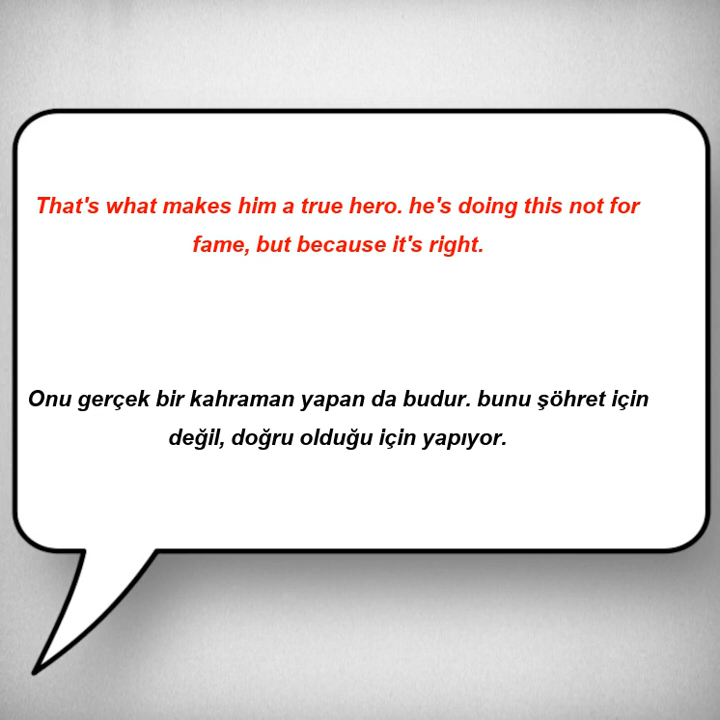 That's what makes him a true hero. he's doing this not for
fame, but because it's right.
Onu gerçek bir kahraman yapan da budur. bunu şöhret için
değil, doğru olduğu için yapıyor.